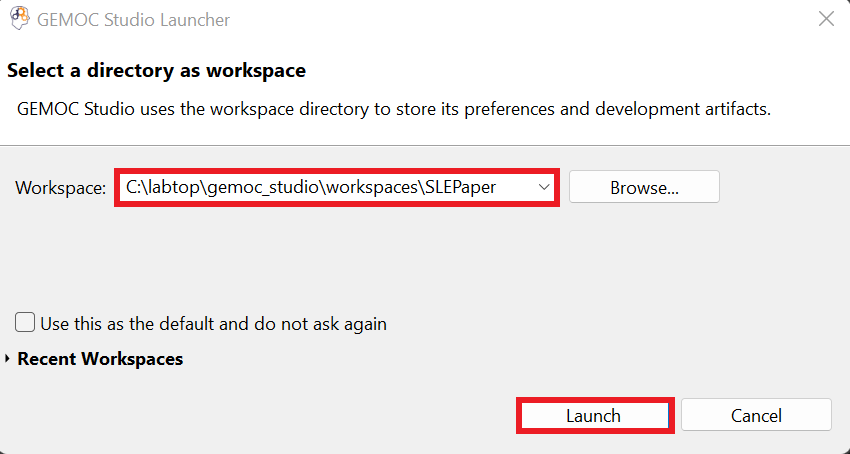 GEMOC Studio Launcher
Select a directory as workspace
GEMOC Studio uses the workspace directory to store its preferences and development artifacts.
Workspace: C:\labtop\gemoc_studio\workspaces\SLEPaper Browse...
Use this as the default and do not ask again
Recent Workspaces
Launch Cancel